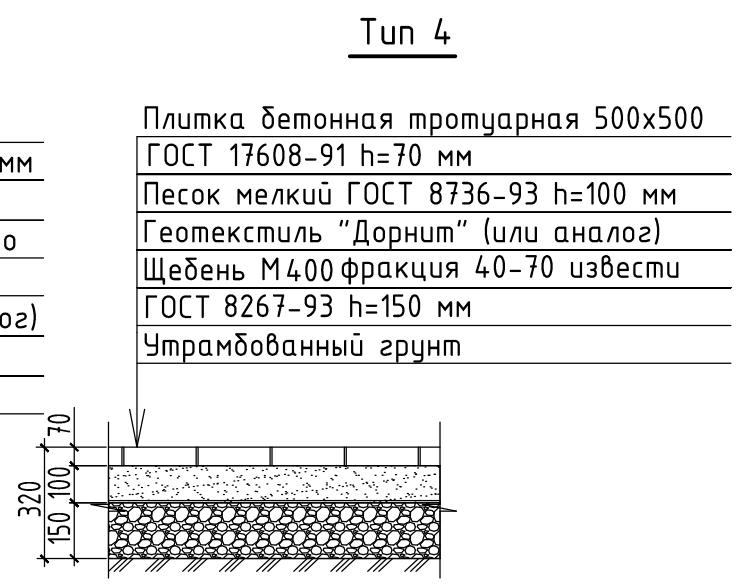 Тип 4
Плитка бетонная тротуарная 500х500
ГОСТ 17608-91 h=70 мм
Песок мелкий ГОСТ 8736-93 h=100 мм
Геотекстиль "Дорнит" (или аналог)
Щебень М400 фракция 40-70 извести
ГОСТ 8267-93 h=150 мм
Утрамбованный грунт
мм
о
ог)
70
100
150
320